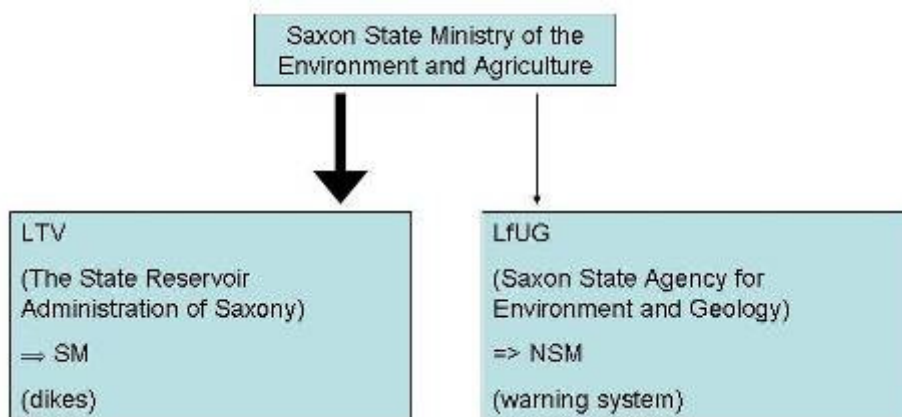 Saxon State Ministry of the
Environment and Agriculture
LTV
(The State Reservoir
Administration of Saxony)
⇒ SM
(dikes)
LfUG
(Saxon State Agency for
Environment and Geology)
=> NSM
(warning system)